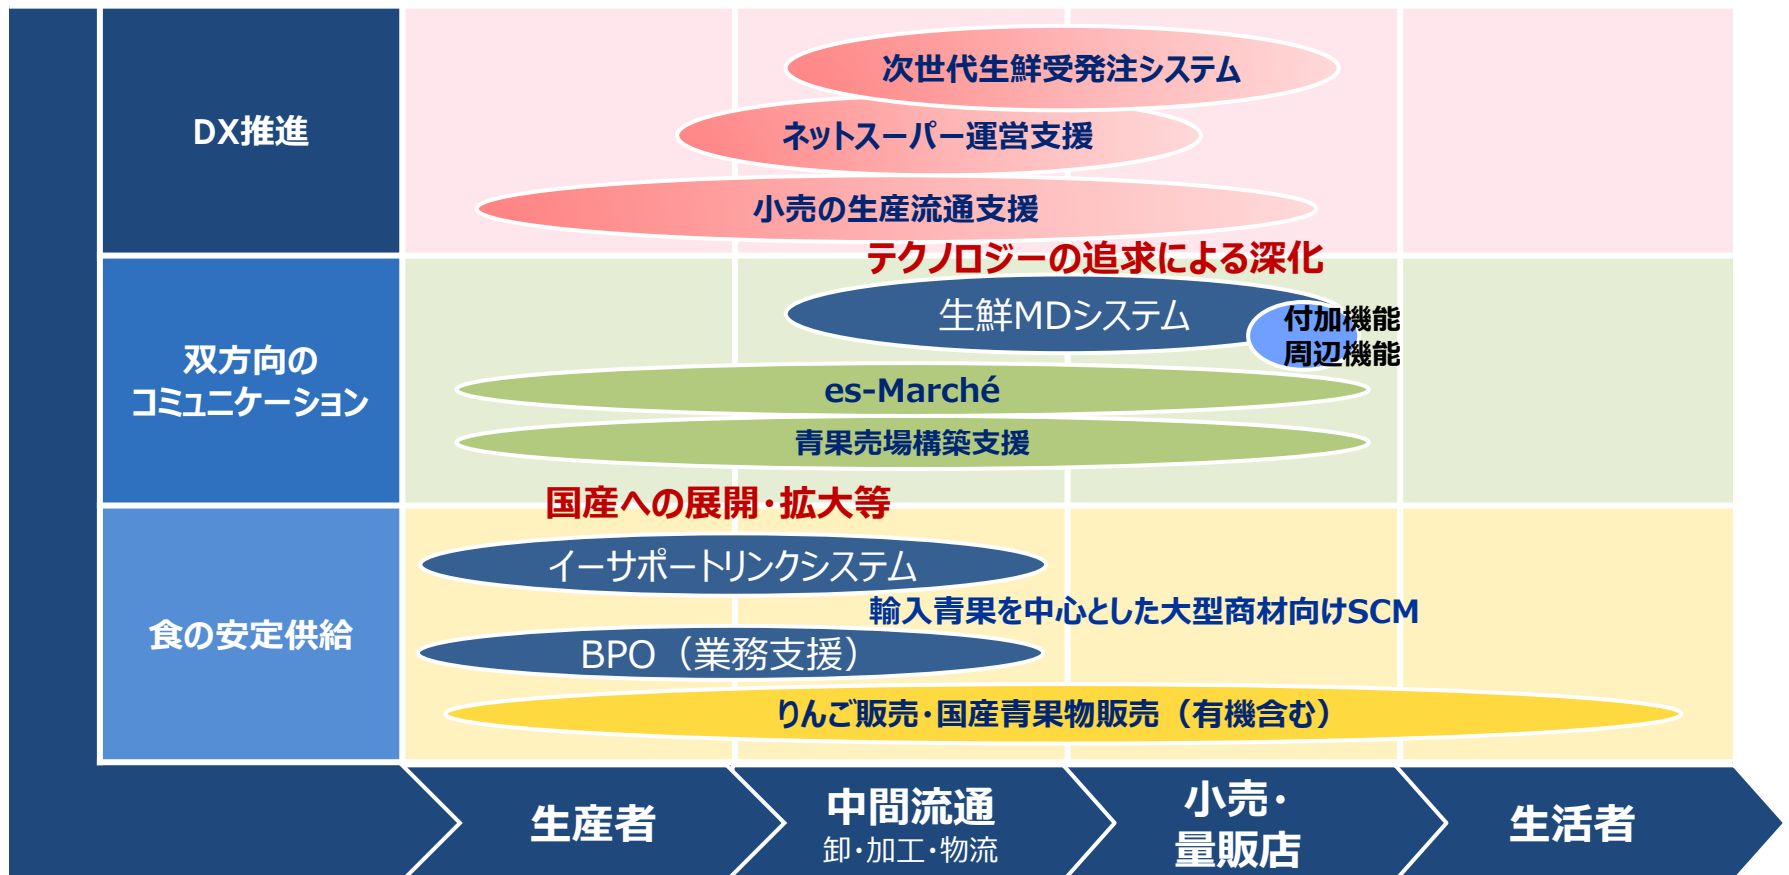 DX推進
次世代生鮮受発注システム
ネットスーパー運営支援
小売の生産流通支援
テクノロジーの追求による深化
双方向の
コミュニケーション
生鮮MDシステム
付加機能
周辺機能
es-Marché
青果売場構築支援
国産への展開・拡大等
食の安定供給
イーサポートリンクシステム
輸入青果を中心とした大型商材向けSCM
BPO（業務支援）
りんご販売・国産青果物販売（有機含む）
生産者
中間流通
卸・加工・物流
小売・
量販店
生活者